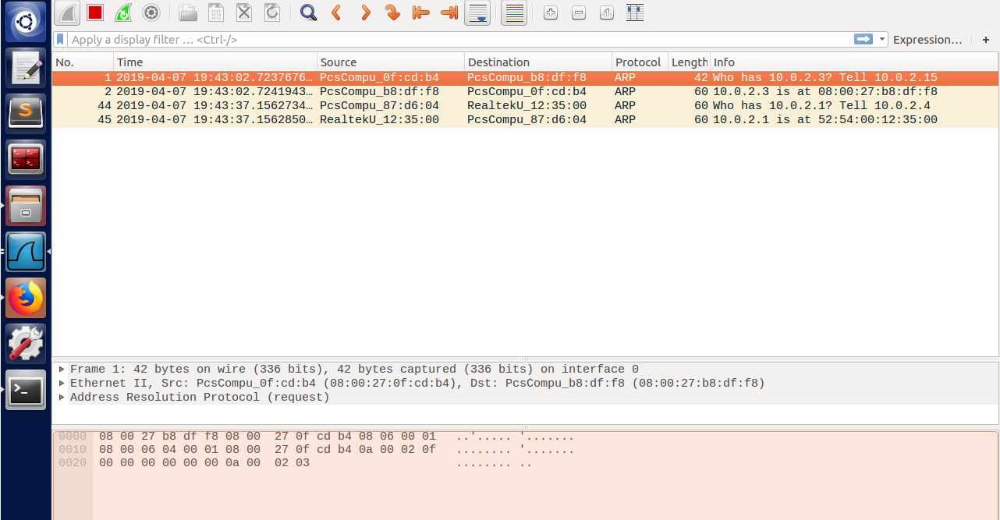 Apply a display filter … <Ctrl-/>
Expression…
+
No. Time Source Destination Protocol Length Info
1 2019-04-07 19:43:02.7237676… PcsCompu_0f:cd:b4 PcsCompu_b8:df:f8 ARP 42 Who has 10.0.2.3? Tell 10.0.2.15
2 2019-04-07 19:43:02.7241943… PcsCompu_b8:df:f8 PcsCompu_0f:cd:b4 ARP 60 10.0.2.3 is at 08:00:27:b8:df:f8
44 2019-04-07 19:43:37.1562734… PcsCompu_87:d6:04 RealtekU_12:35:00 ARP 60 Who has 10.0.2.1? Tell 10.0.2.4
45 2019-04-07 19:43:37.1562850… RealtekU_12:35:00 PcsCompu_87:d6:04 ARP 60 10.0.2.1 is at 52:54:00:12:35:00
Frame 1: 42 bytes on wire (336 bits), 42 bytes captured (336 bits) on interface 0
Ethernet II, Src: PcsCompu_0f:cd:b4 (08:00:27:0f:cd:b4), Dst: PcsCompu_b8:df:f8 (08:00:27:b8:df:f8)
Address Resolution Protocol (request)
0000 08 00 27 b8 df f8 08 00 27 0f cd b4 08 06 00 01 ..'..... '.......
0010 08 00 06 04 00 01 08 00 27 0f cd b4 0a 00 02 0f ........ '.......
0020 00 00 00 00 00 00 0a 00 02 03 ........ ..